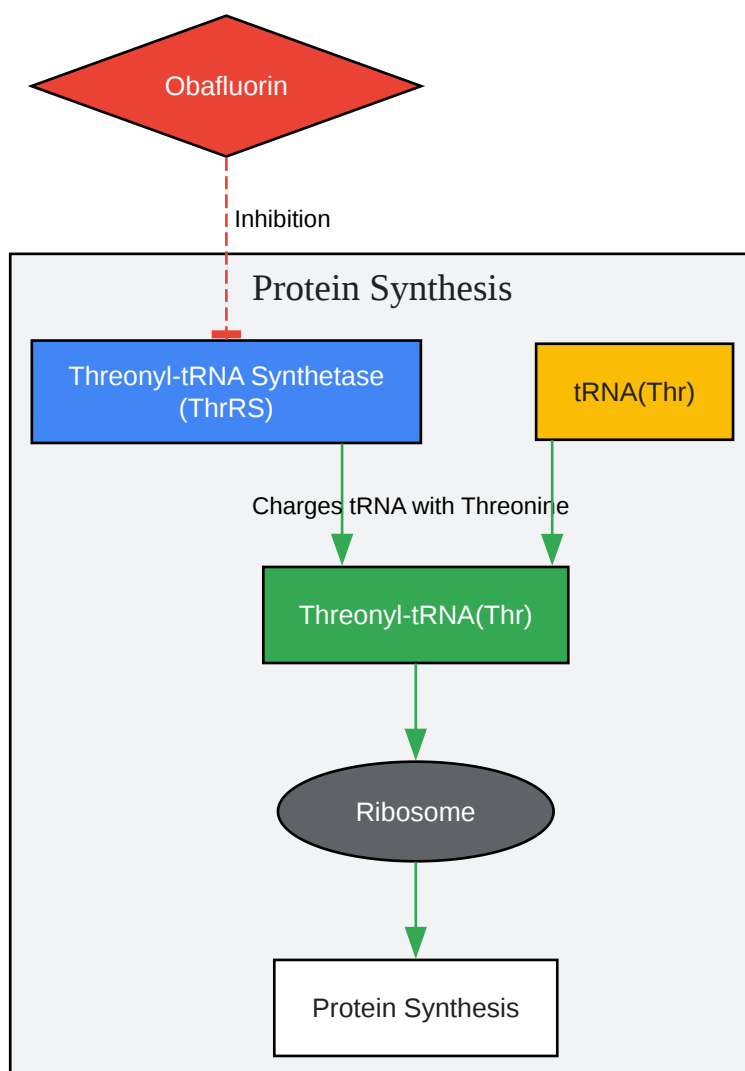 Obafluorin
Inhibition
Protein Synthesis
Threonyl-tRNA Synthetase
(ThrRS)
tRNA(Thr)
Charges tRNA with Threonine
Threonyl-tRNA(Thr)
Ribosome
Protein Synthesis